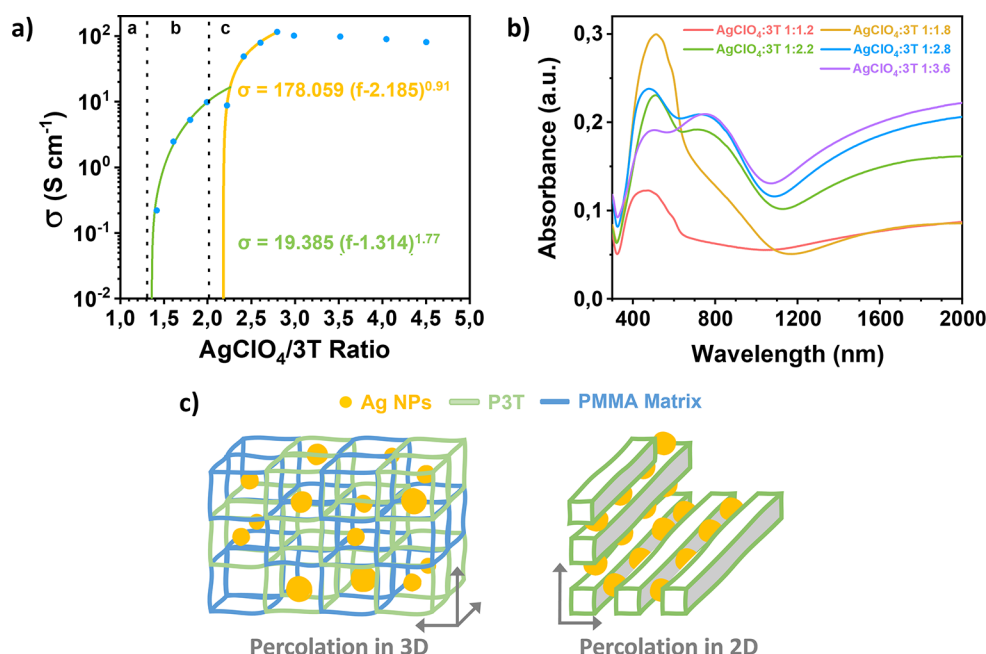 a)
a b c
10²
10¹
10⁰
10⁻¹
10⁻²
σ (S cm⁻¹)
σ = 178.059 (f-2.185)⁰·⁹¹
σ = 19.385 (f-1.314)¹·⁷⁷
1,0 1,5 2,0 2,5 3,0 3,5 4,0 4,5 5,0
AgClO₄/3T Ratio
b)
AgClO₄:3T 1:1.2
AgClO₄:3T 1:1.8
AgClO₄:3T 1:2.2
AgClO₄:3T 1:2.8
AgClO₄:3T 1:3.6
0,3
0,2
0,1
0,0
Absorbance (a.u.)
400 800 1200 1600 2000
Wavelength (nm)
c)
Ag NPs P3T PMMA Matrix
Percolation in 3D
Percolation in 2D